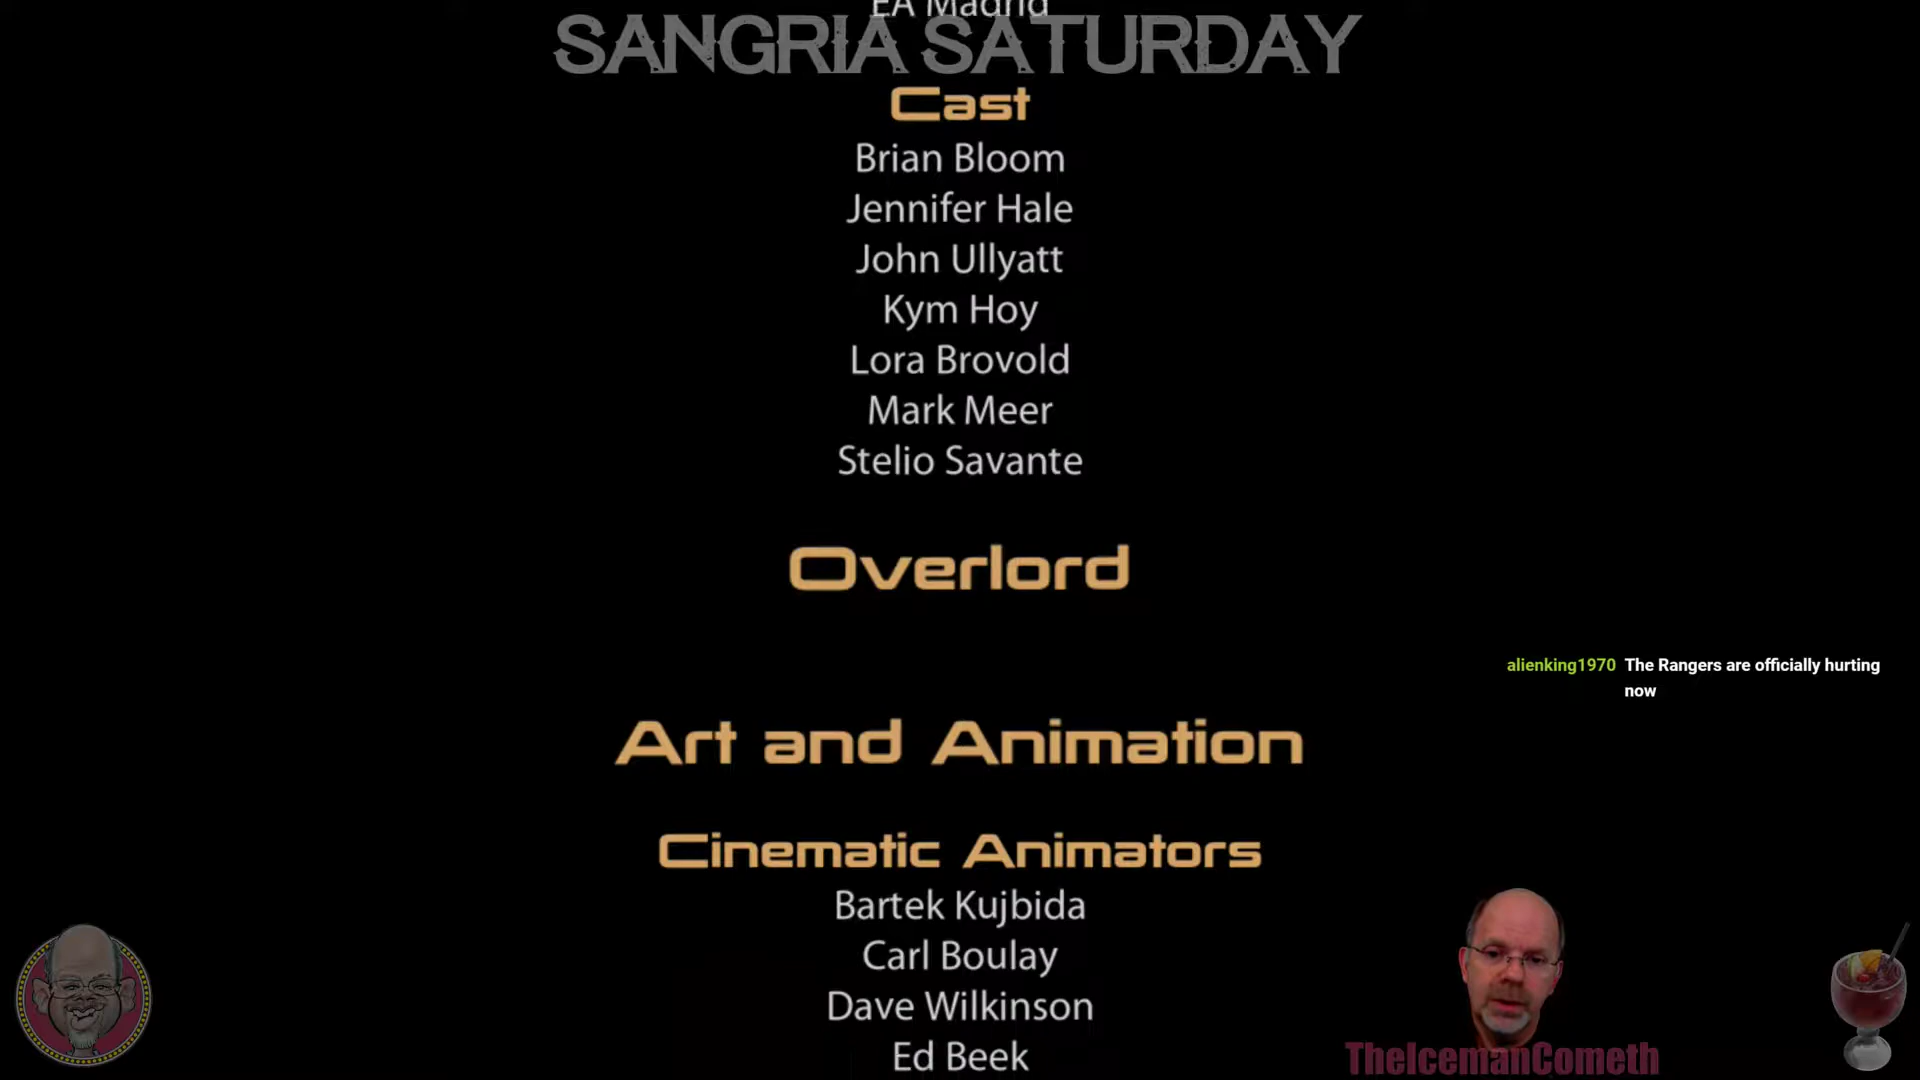 EA Madrid
SANGRIA SATURDAY
Cast
Brian Bloom
Jennifer Hale
John Ullyatt
Kym Hoy
Lora Brovold
Mark Meer
Stelio Savante
Overlord
alienking1970 The Rangers are officially hurting
now
Art and Animation
Cinematic Animators
Bartek Kujbida
Carl Boulay
Dave Wilkinson
Ed Beek
TheIcemanCometh